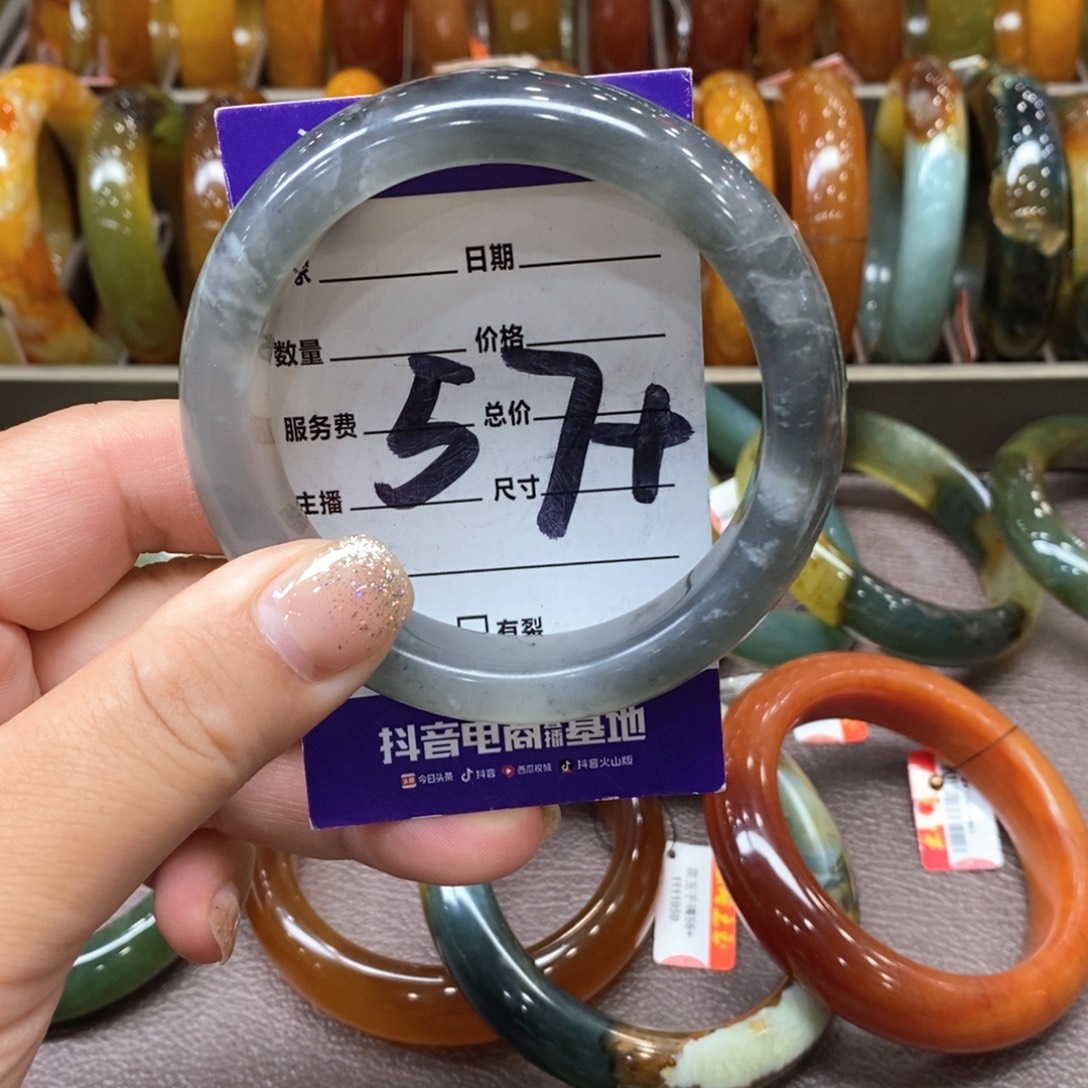 日期
数量 价格
57+
服务费 总价
主播 尺寸
有裂
抖音电商直播基地
今日头条 抖音 西瓜视频 抖音火山版
1111050